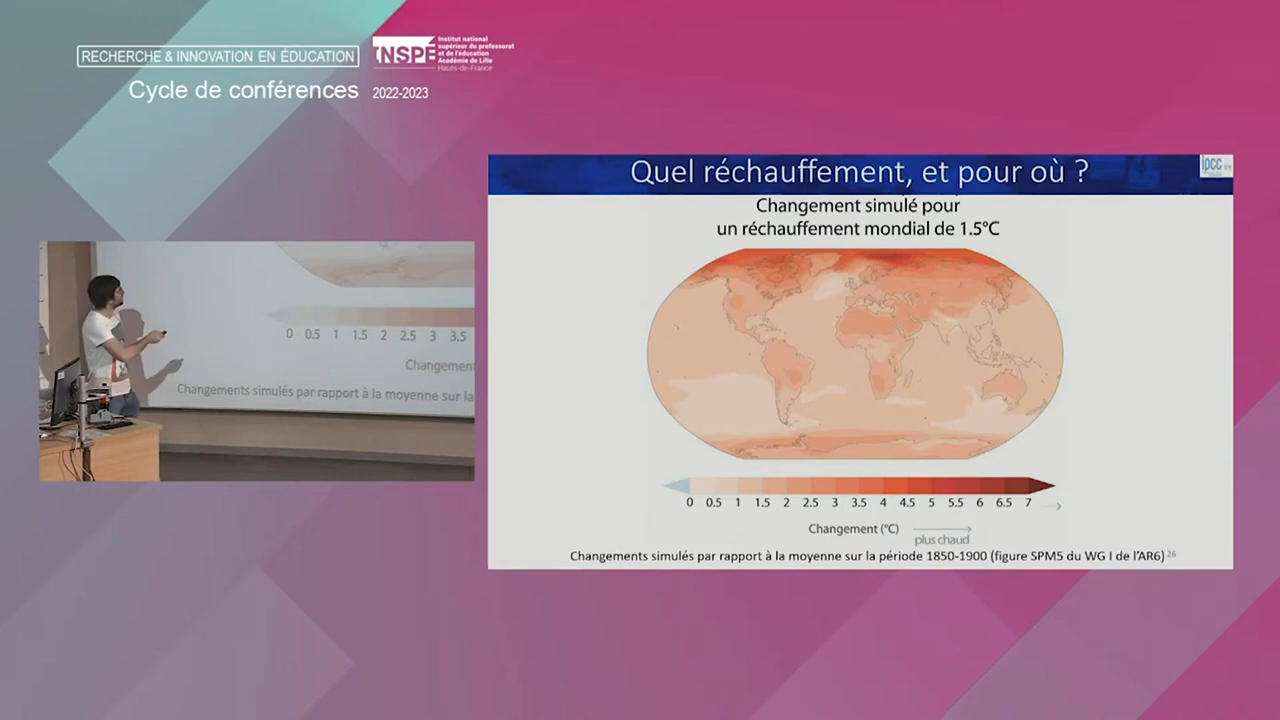 RECHERCHE & INNOVATION EN ÉDUCATION
Cycle de conférences 2022-2023
INSPÉ
Institut national
supérieur du professorat
et de l'éducation
Académie de Lille
Hauts-de-France
Quel réchauffement, et pour où ?
ipcc
Changement simulé pour
un réchauffement mondial de 1.5°C
0 0.5 1 1.5 2 2.5 3 3.5 4 4.5 5 5.5 6 6.5 7
Changement (°C)
plus chaud
Changements simulés par rapport à la moyenne sur la période 1850-1900 (figure SPM5 du WG I de l'AR6) 26
0 0.5 1 1.5 2 2.5 3 3.5
Changement
Changements simulés par rapport à la moyenne sur la